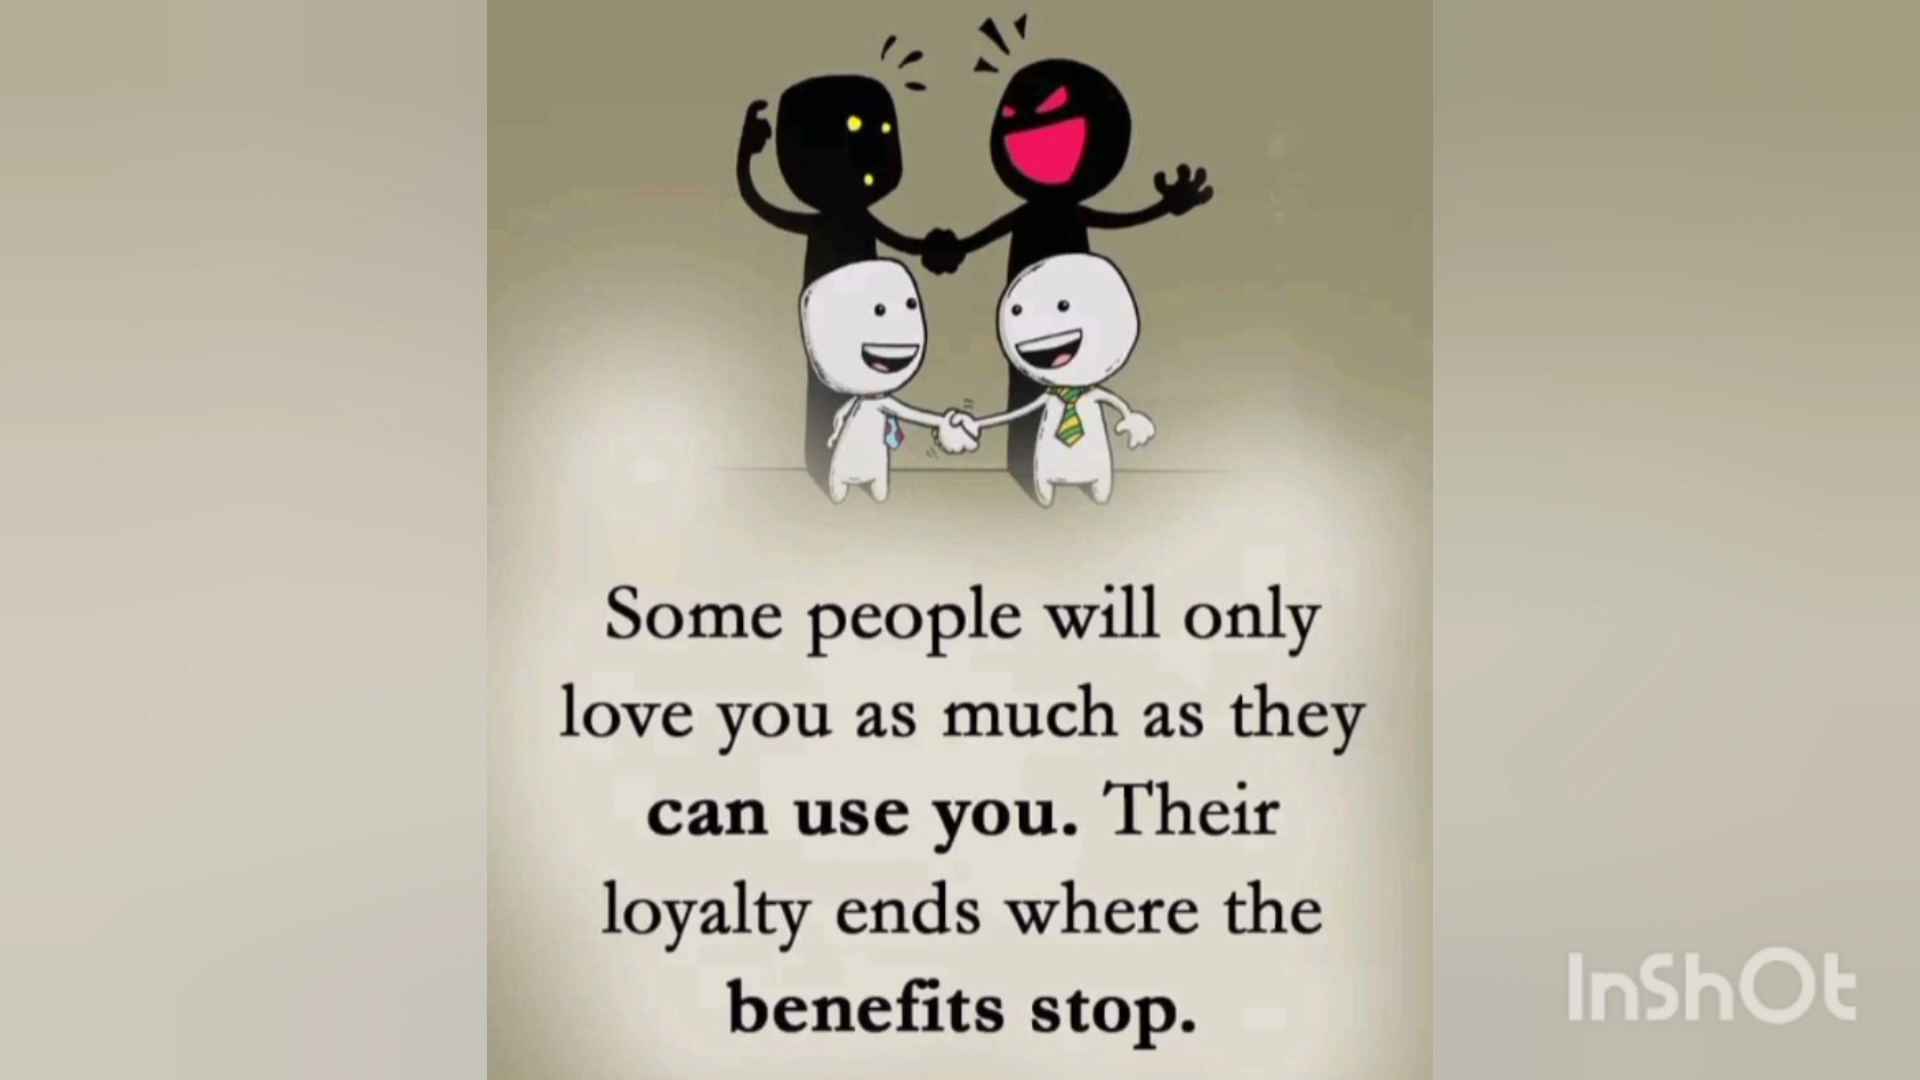 Some people will only
love you as much as they
can use you. Their
loyalty ends where the
benefits stop.
InShOt